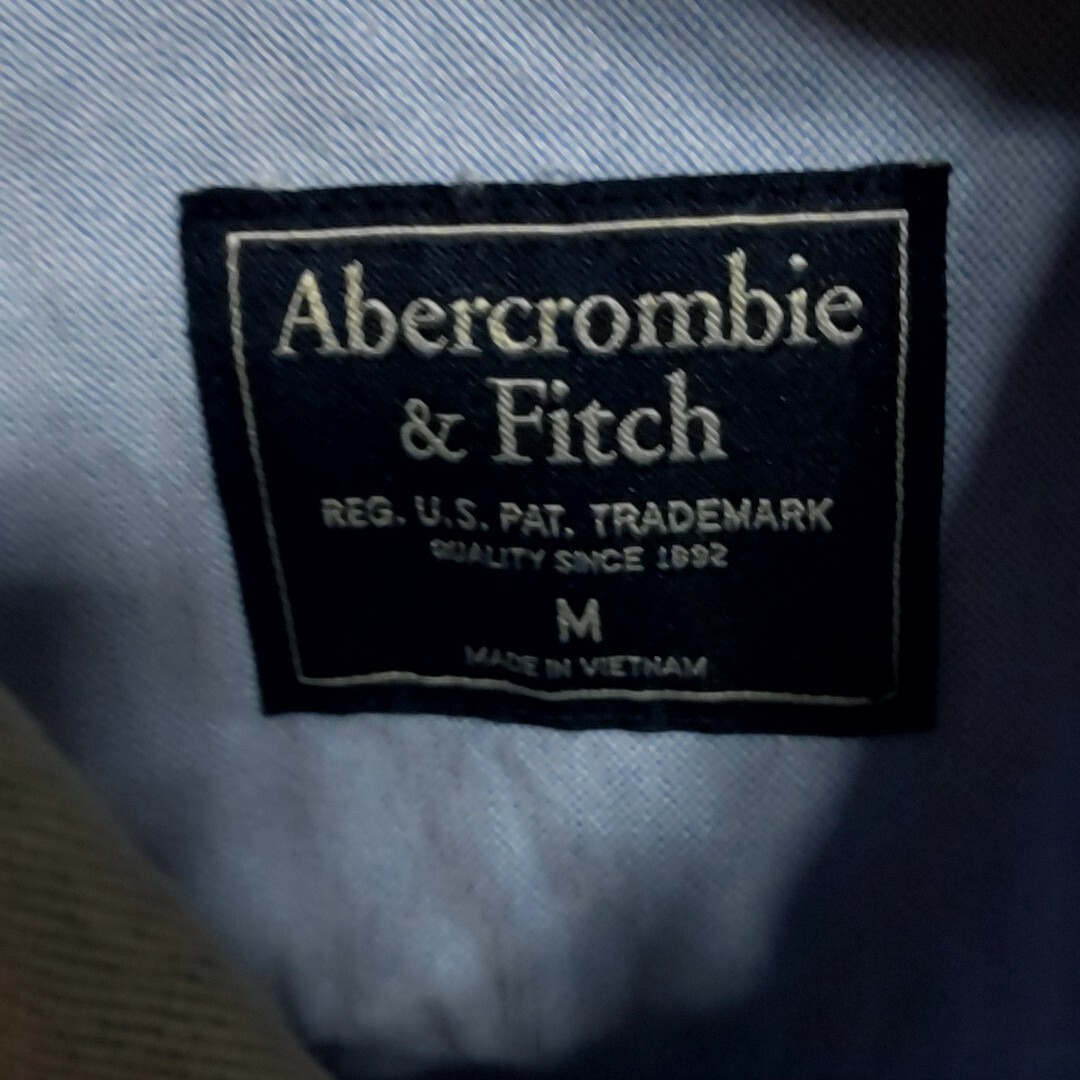 Abercrombie
& Fitch
REG. U.S. PAT. TRADEMARK
QUALITY SINCE 1892
M
MADE IN VIETNAM